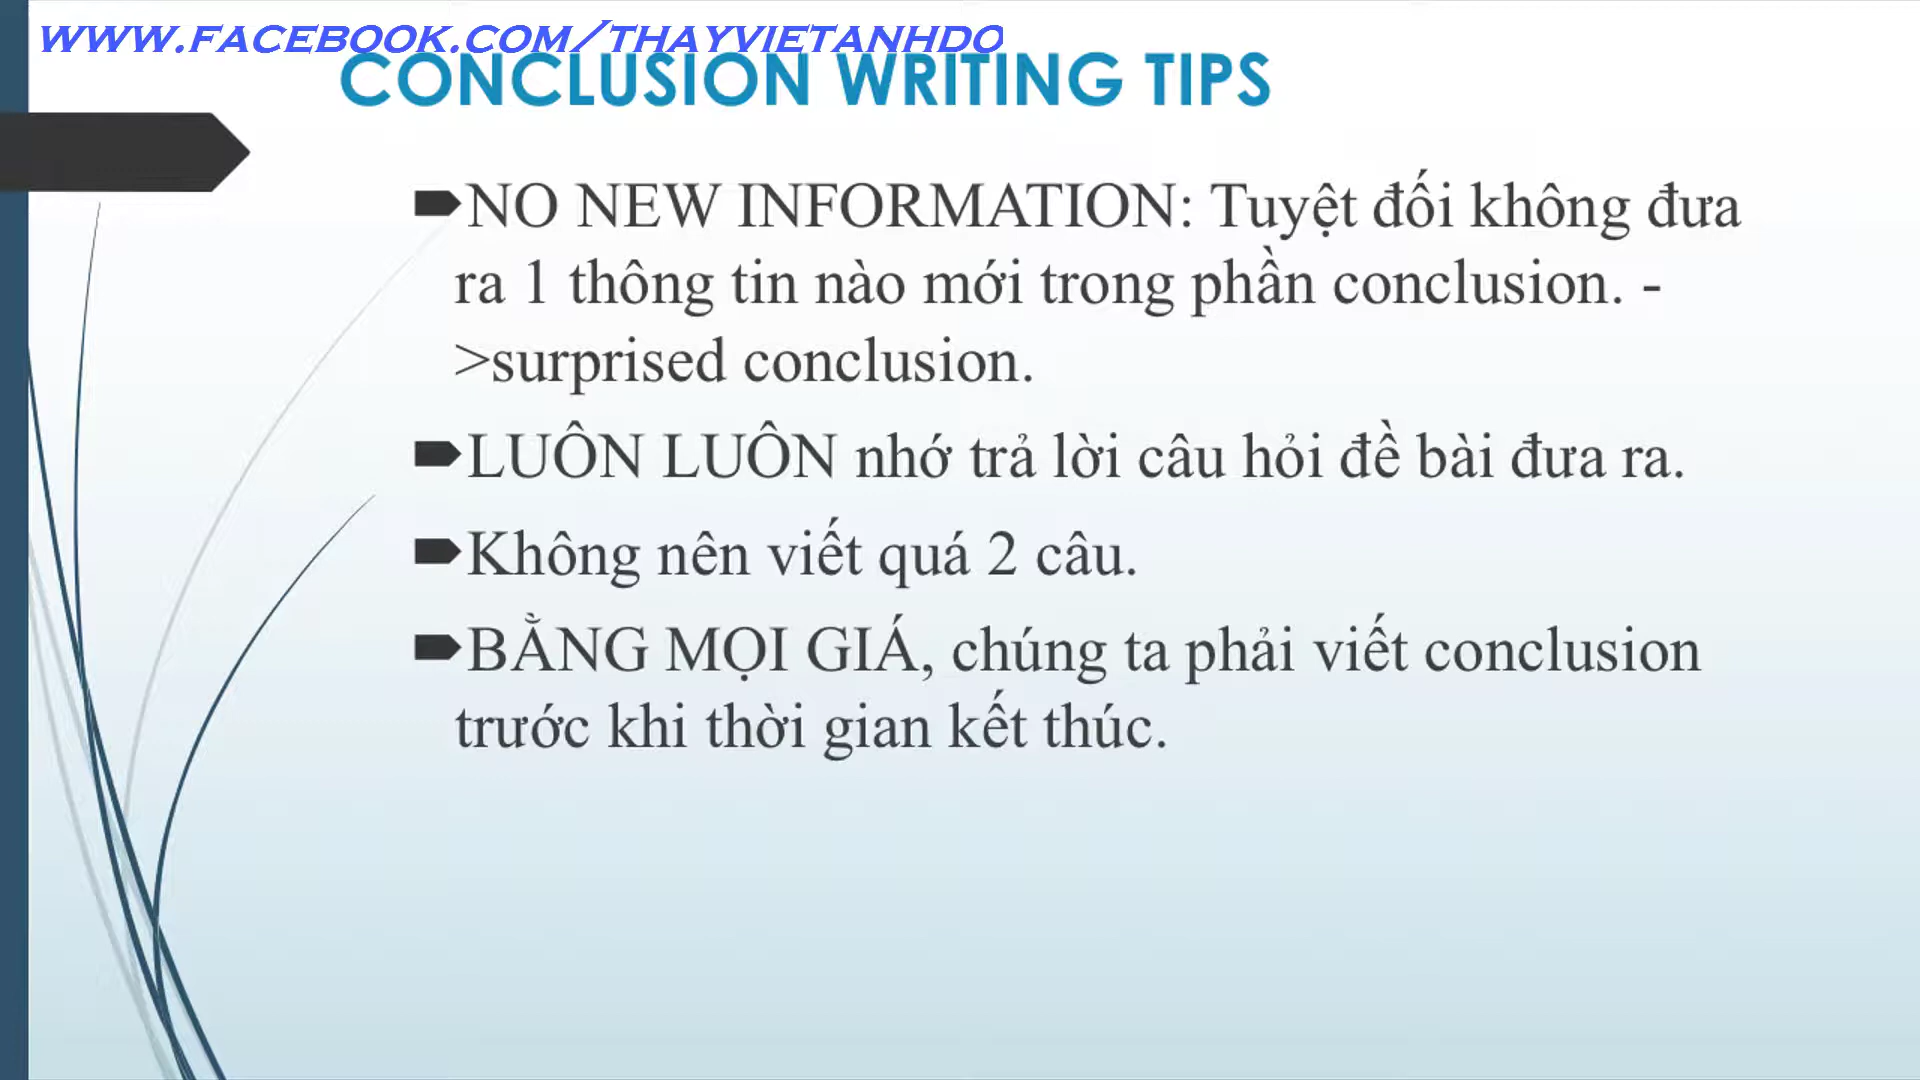 WWW.FACEBOOK.COM/THAYVIETANHDO
CONCLUSION WRITING TIPS
NO NEW INFORMATION: Tuyệt đối không đưa
ra 1 thông tin nào mới trong phần conclusion. -
>surprised conclusion.
LUÔN LUÔN nhớ trả lời câu hỏi đề bài đưa ra.
Không nên viết quá 2 câu.
BẰNG MỌI GIÁ, chúng ta phải viết conclusion
trước khi thời gian kết thúc.